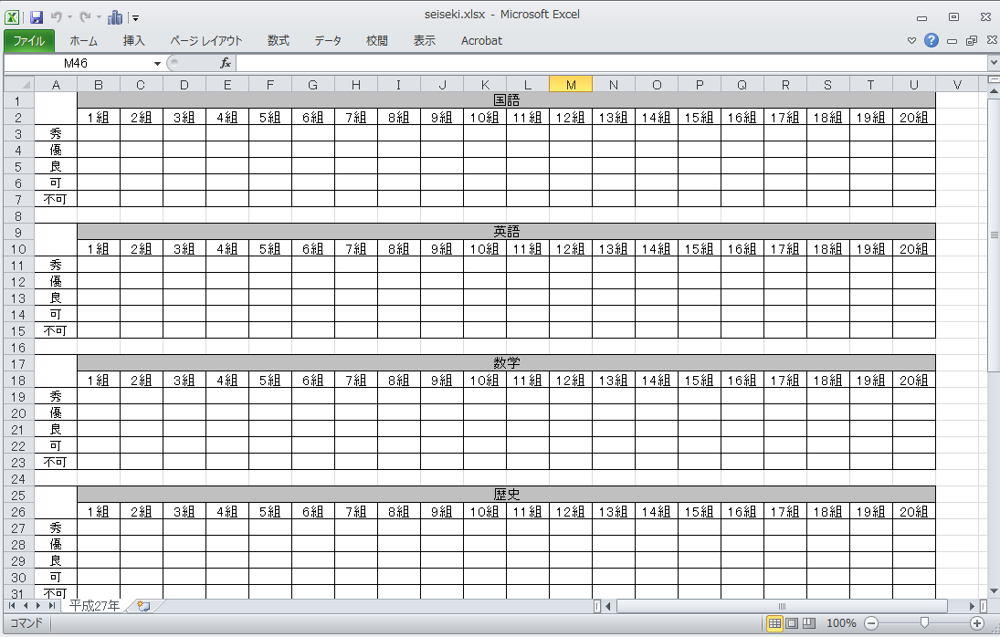 seiseki.xlsx - Microsoft Excel
ファイル ホーム 挿入 ページ レイアウト 数式 データ 校閲 表示 Acrobat
M46 fx
A B C D E F G H I J K L M N O P Q R S T U V
1 国語
2 1組 2組 3組 4組 5組 6組 7組 8組 9組 10組 11組 12組 13組 14組 15組 16組 17組 18組 19組 20組
3 秀
4 優
5 良
6 可
7 不可
8
9 英語
10 1組 2組 3組 4組 5組 6組 7組 8組 9組 10組 11組 12組 13組 14組 15組 16組 17組 18組 19組 20組
11 秀
12 優
13 良
14 可
15 不可
16
17 数学
18 1組 2組 3組 4組 5組 6組 7組 8組 9組 10組 11組 12組 13組 14組 15組 16組 17組 18組 19組 20組
19 秀
20 優
21 良
22 可
23 不可
24
25 歴史
26 1組 2組 3組 4組 5組 6組 7組 8組 9組 10組 11組 12組 13組 14組 15組 16組 17組 18組 19組 20組
27 秀
28 優
29 良
30 可
31 不可
平成27年
コマンド 100%